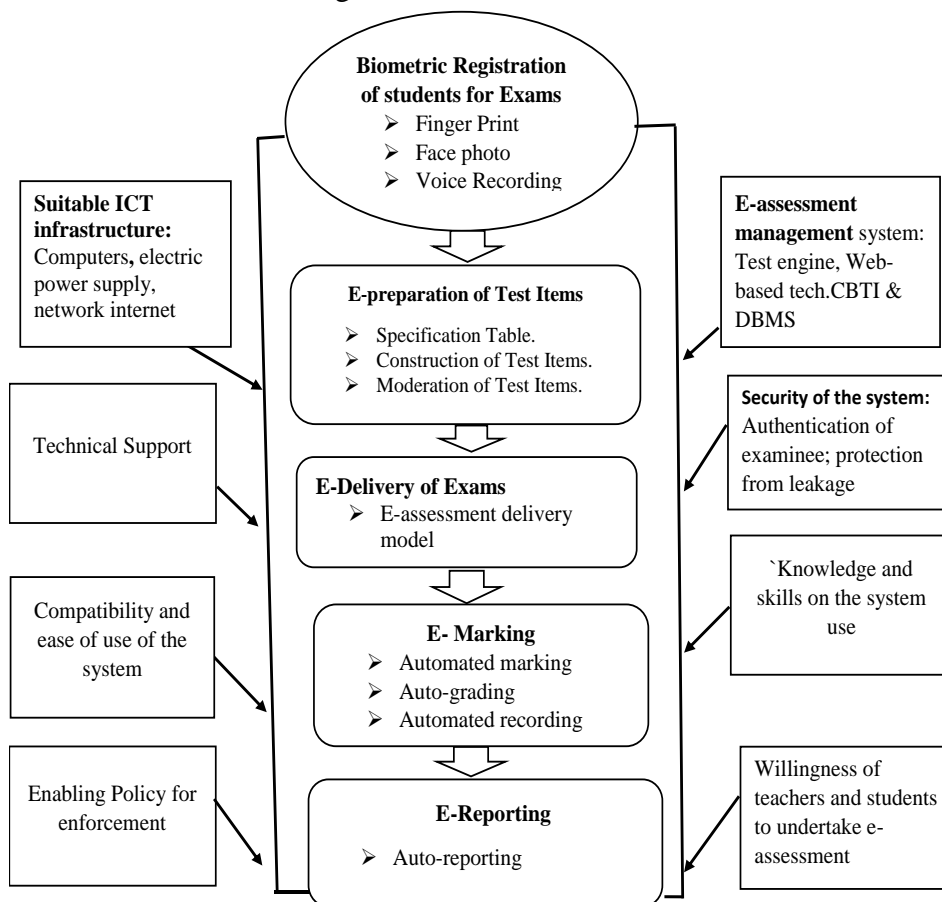 Biometric Registration
of students for Exams
➢ Finger Print
➢ Face photo
➢ Voice Recording
Suitable ICT
infrastructure:
Computers, electric
power supply,
network internet
E-assessment
management system:
Test engine, Web-
based tech.CBTI &
DBMS
E-preparation of Test Items
➢ Specification Table.
➢ Construction of Test Items.
➢ Moderation of Test Items.
Technical Support
Security of the system:
Authentication of
examinee; protection
from leakage
E-Delivery of Exams
➢ E-assessment delivery
model
Compatibility and
ease of use of the
system
`Knowledge and
skills on the system
use
E- Marking
➢ Automated marking
➢ Auto-grading
➢ Automated recording
Enabling Policy for
enforcement
Willingness of
teachers and students
to undertake e-
assessment
E-Reporting
➢ Auto-reporting